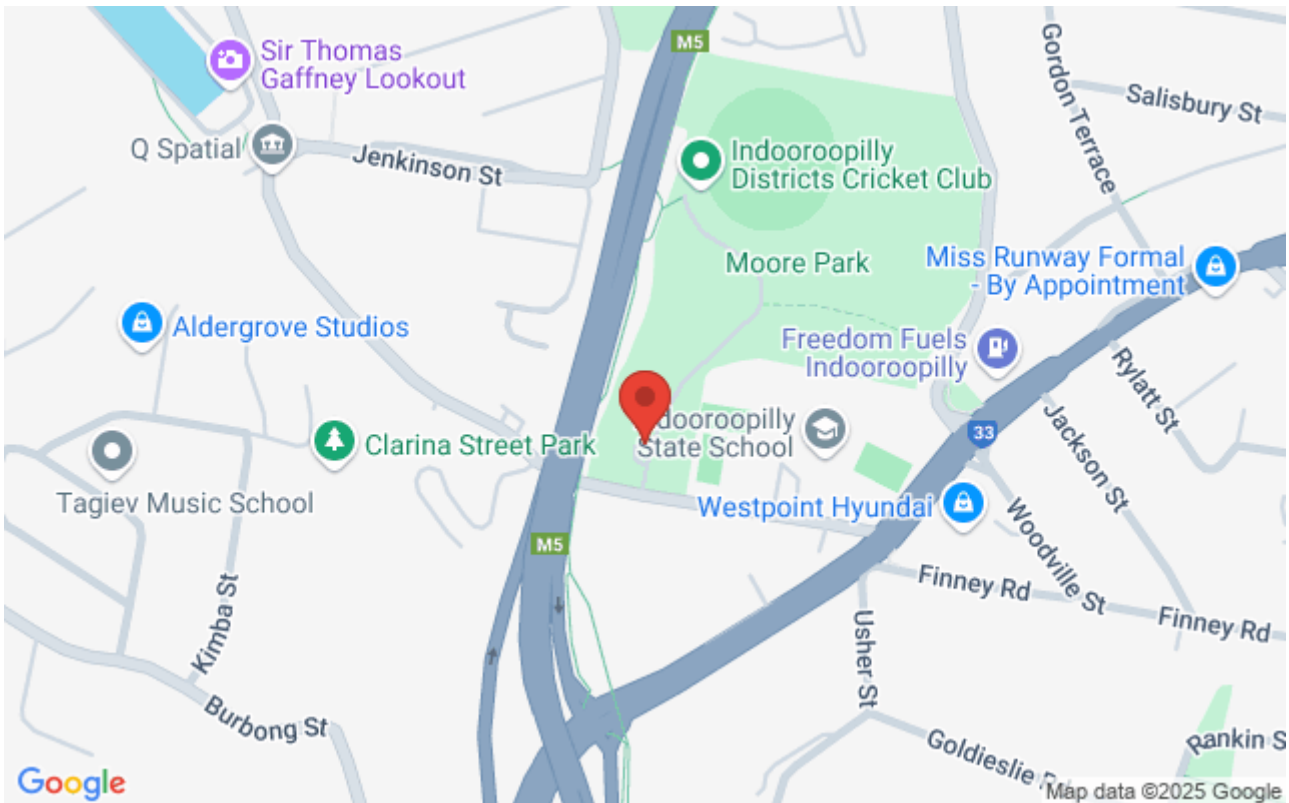 M5
Sir Thomas
Gaffney Lookout
Gordon Terrace
Salisbury St
Q Spatial
Jenkinson St
Indooroopilly
Districts Cricket Club
Moore Park
Miss Runway Formal
- By Appointment
Aldergrove Studios
Freedom Fuels
Indooroopilly
Rylatt St
Jackson St
dooroopilly
State School
33
Clarina Street Park
Tagiev Music School
Westpoint Hyundai
Woodville St
M5
Finney Rd
Finney Rd
Kimba St
Usher St
Burbong St
Goldieslie
Rankin S
Google
Map data ©2025 Google